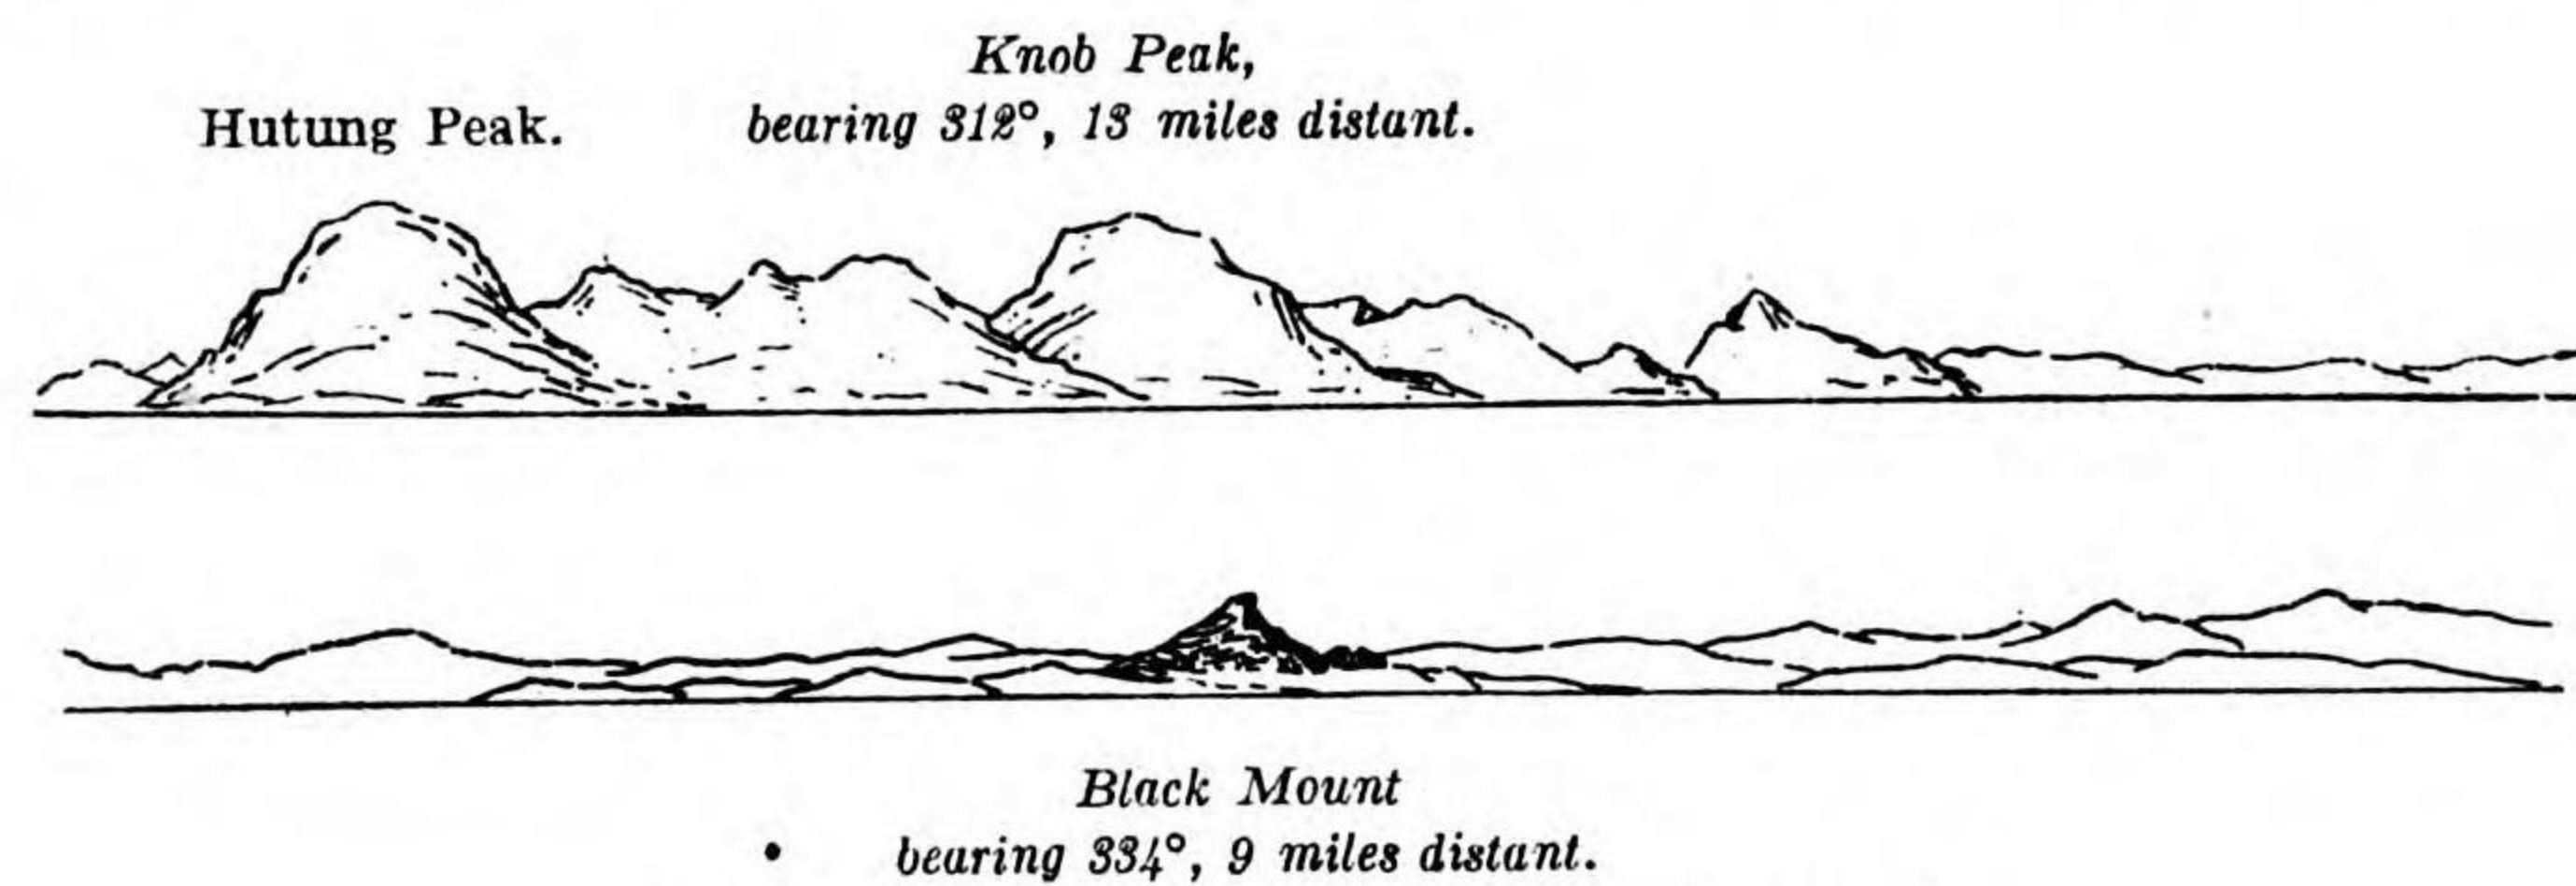 Knob Peak,
Hutung Peak.
bearing 312°, 13 miles distant.
Black Mount
bearing 334°, 9 miles distant.